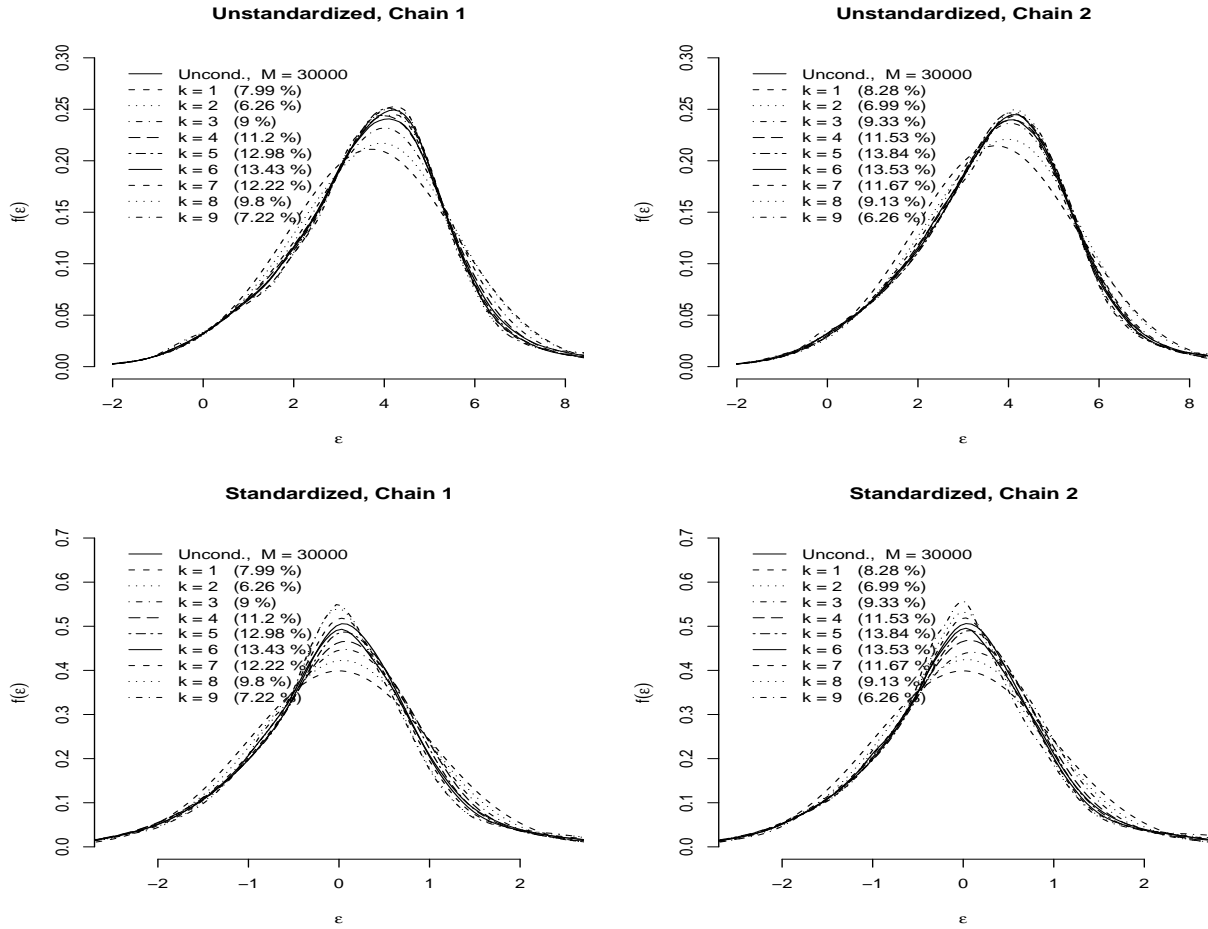 Unstandardized, Chain 1
0.30
0.25
0.20
0.15
0.10
0.05
0.00
f(ε)
Uncond., M = 30000
k = 1 (7.99 %)
k = 2 (6.26 %)
k = 3 (9 %)
k = 4 (11.2 %)
k = 5 (12.98 %)
k = 6 (13.43 %)
k = 7 (12.22 %)
k = 8 (9.8 %)
k = 9 (7.22 %)
−2 0 2 4 6 8
ε
Unstandardized, Chain 2
0.30
0.25
0.20
0.15
0.10
0.05
0.00
f(ε)
Uncond., M = 30000
k = 1 (8.28 %)
k = 2 (6.99 %)
k = 3 (9.33 %)
k = 4 (11.53 %)
k = 5 (13.84 %)
k = 6 (13.53 %)
k = 7 (11.67 %)
k = 8 (9.13 %)
k = 9 (6.26 %)
−2 0 2 4 6 8
ε
Standardized, Chain 1
0.7
0.6
0.5
0.4
0.3
0.2
0.1
0.0
f(ε)
Uncond., M = 30000
k = 1 (7.99 %)
k = 2 (6.26 %)
k = 3 (9 %)
k = 4 (11.2 %)
k = 5 (12.98 %)
k = 6 (13.43 %)
k = 7 (12.22 %)
k = 8 (9.8 %)
k = 9 (7.22 %)
−2 −1 0 1 2
ε
Standardized, Chain 2
0.7
0.6
0.5
0.4
0.3
0.2
0.1
0.0
f(ε)
Uncond., M = 30000
k = 1 (8.28 %)
k = 2 (6.99 %)
k = 3 (9.33 %)
k = 4 (11.53 %)
k = 5 (13.84 %)
k = 6 (13.53 %)
k = 7 (11.67 %)
k = 8 (9.13 %)
k = 9 (6.26 %)
−2 −1 0 1 2
ε